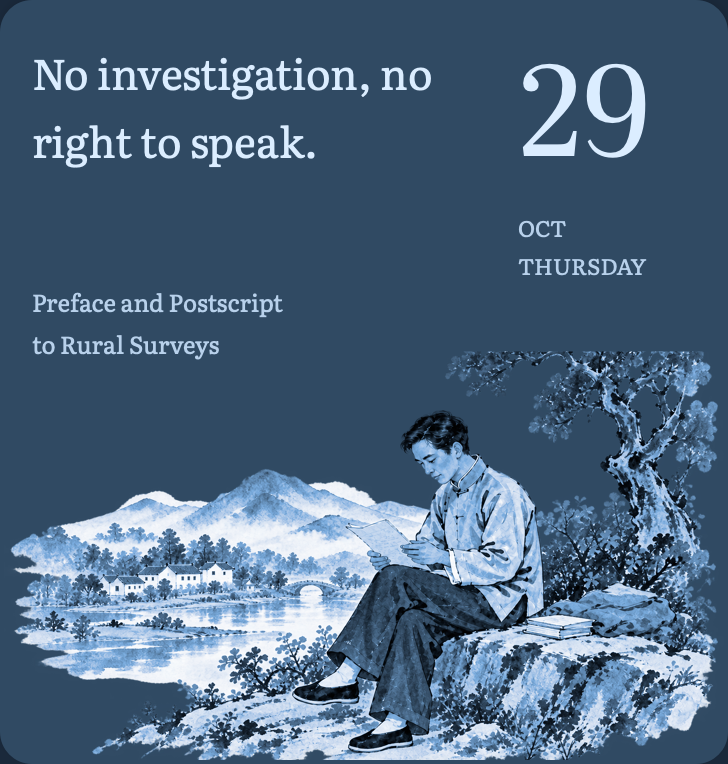 No investigation, no
right to speak.
29
OCT
THURSDAY
Preface and Postscript
to Rural Surveys